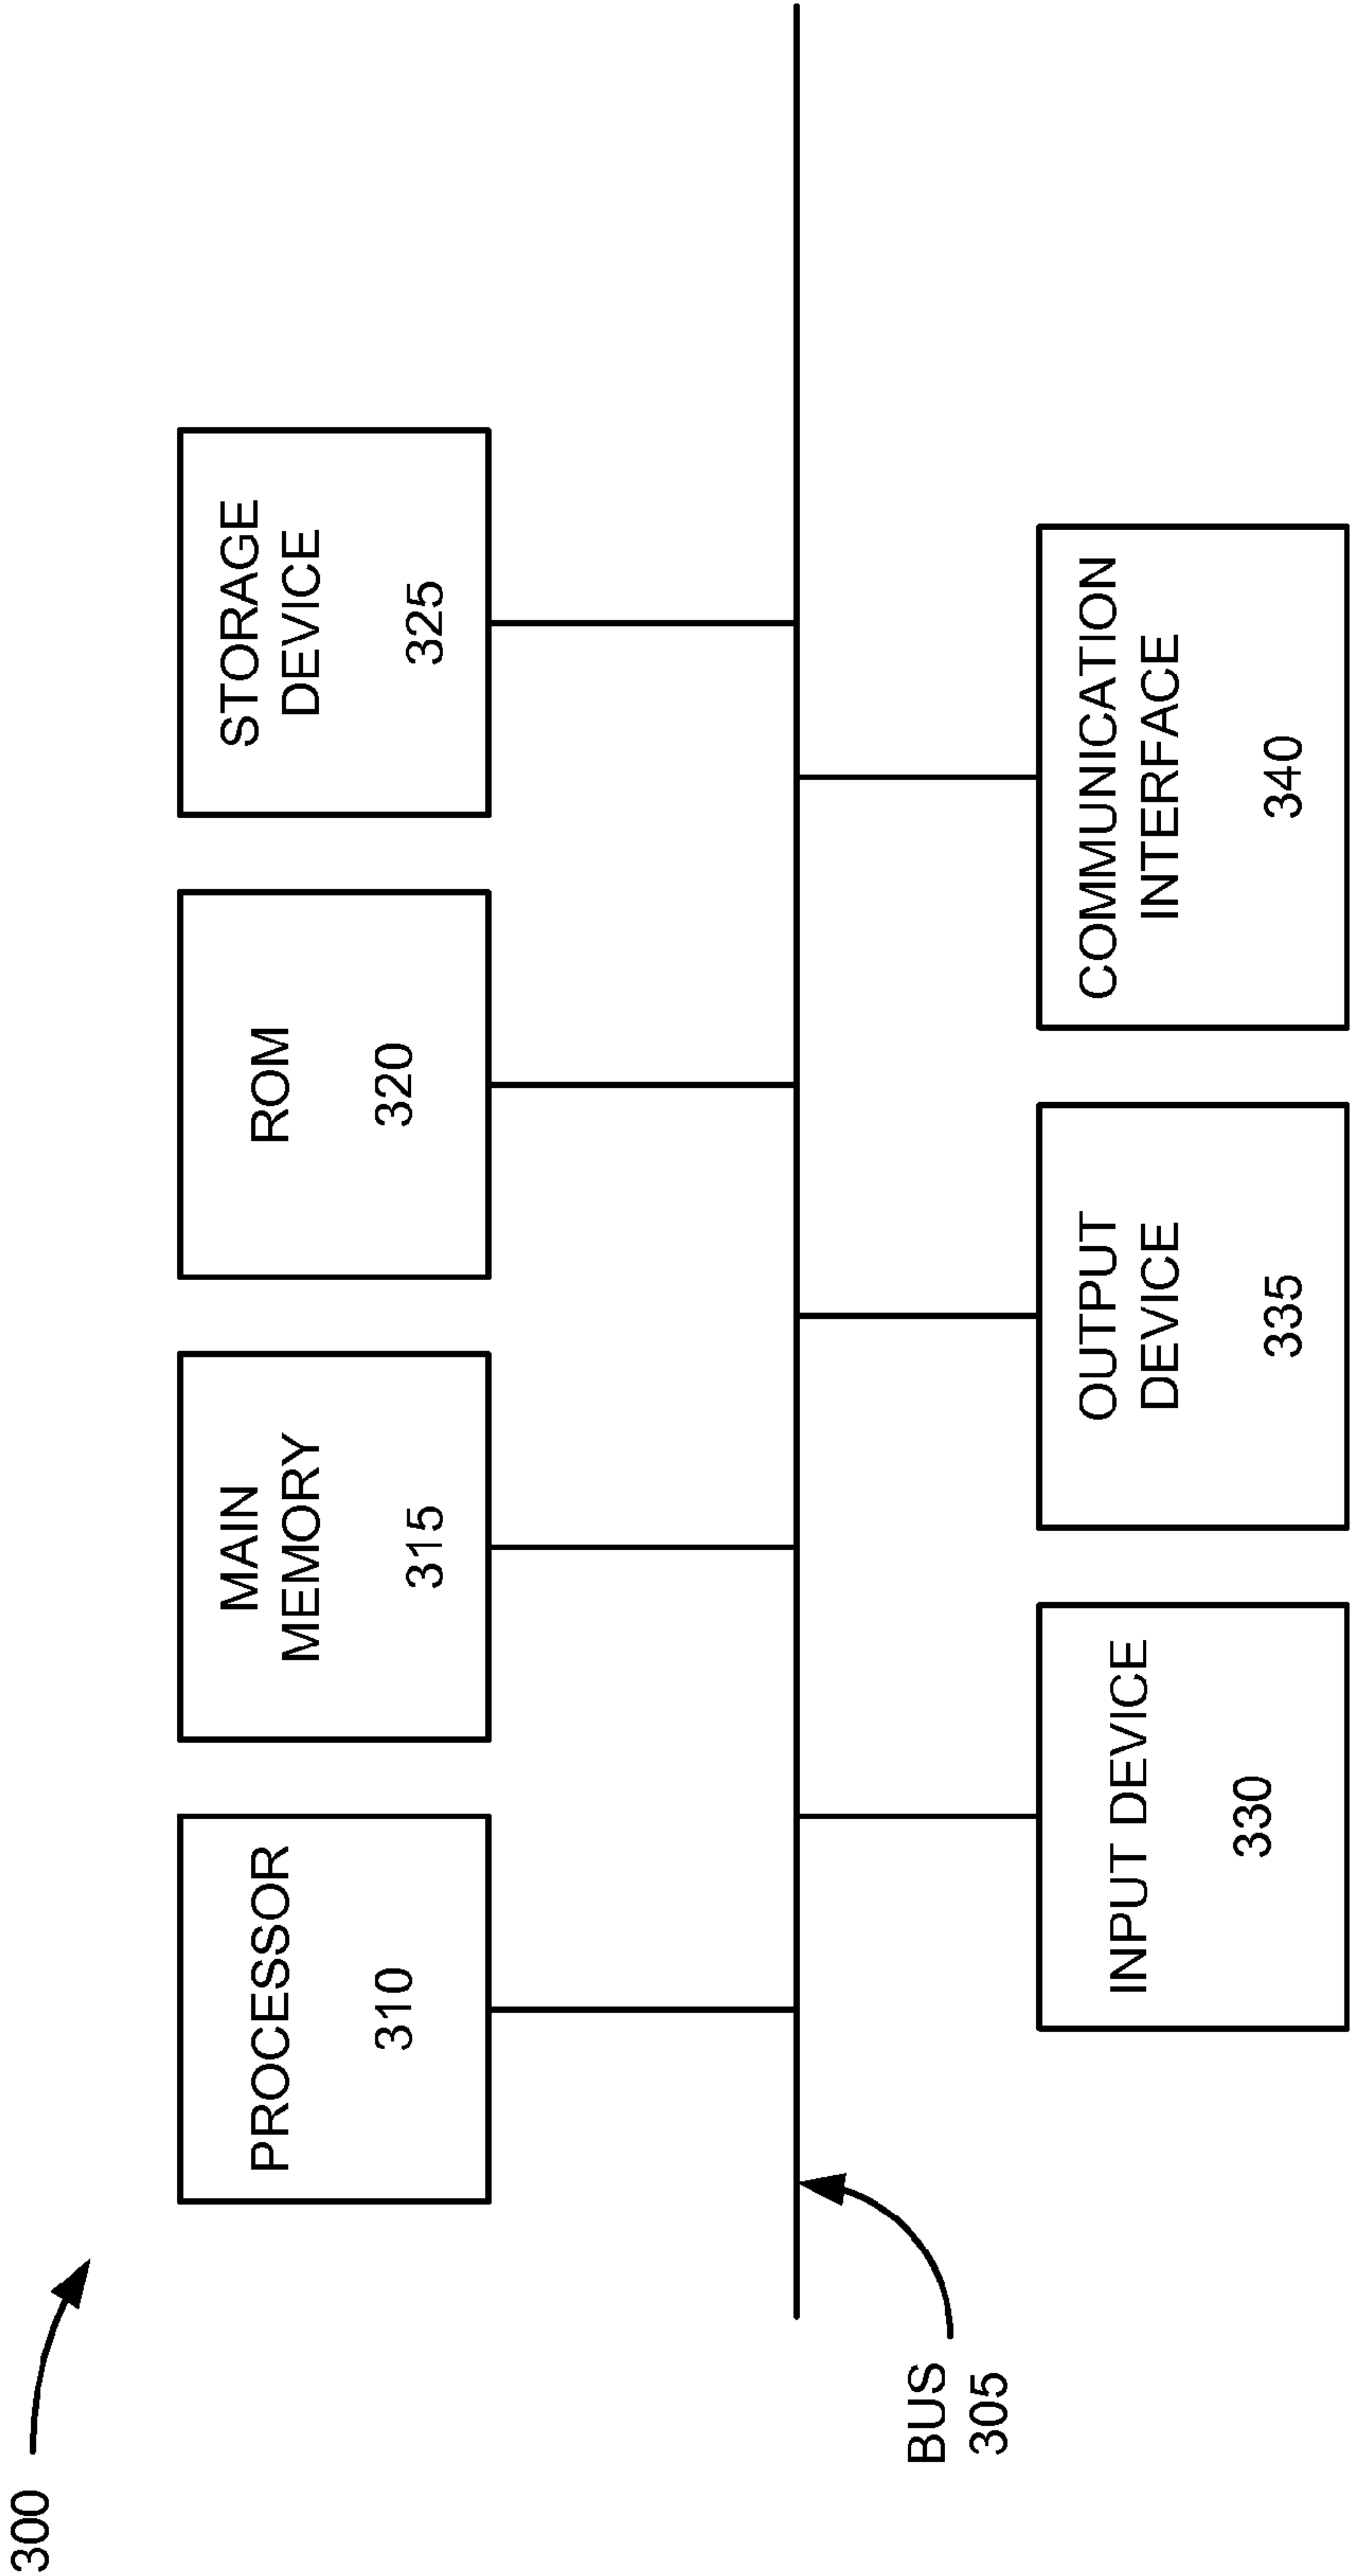 300
PROCESSOR
310
MAIN
MEMORY
315
ROM
320
STORAGE
DEVICE
325
BUS
305
INPUT DEVICE
330
OUTPUT
DEVICE
335
COMMUNICATION
INTERFACE
340